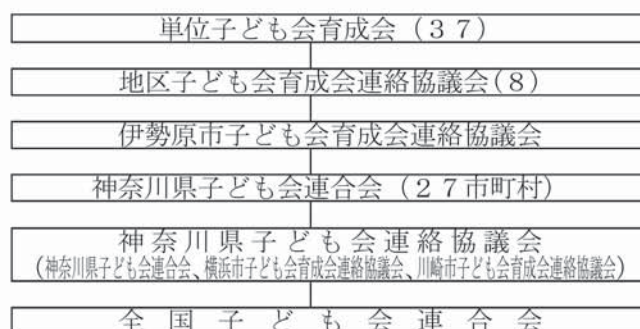 単位子ども会育成会（３７）
地区子ども会育成会連絡協議会(８)
伊勢原市子ども会育成会連絡協議会
神奈川県子ども会連合会（２７市町村）
神奈川県子ども会連絡協議会
（神奈川県子ども会連合会、横浜市子ども会育成会連絡協議会、川崎市子ども会育成会連絡協議会）
全国子ども会連合会